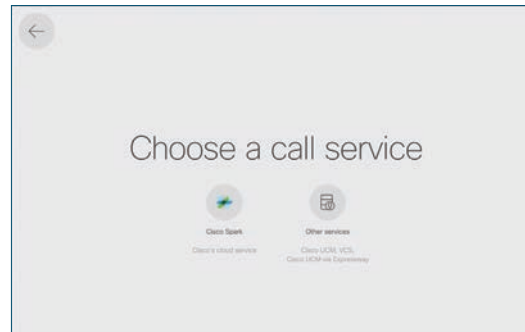 Choose a call service
Cisco Spark
Other services
Cisco's cloud service
Cisco UCM, VCS,
Cisco UCM via Expressway